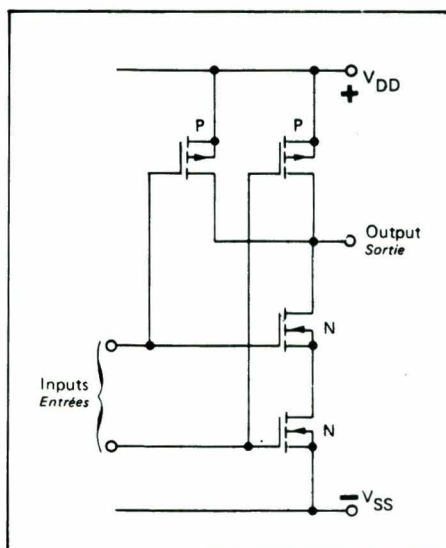 V_DD
+
P
P
Output
Sortie
N
Inputs
Entrées
N
− V_SS